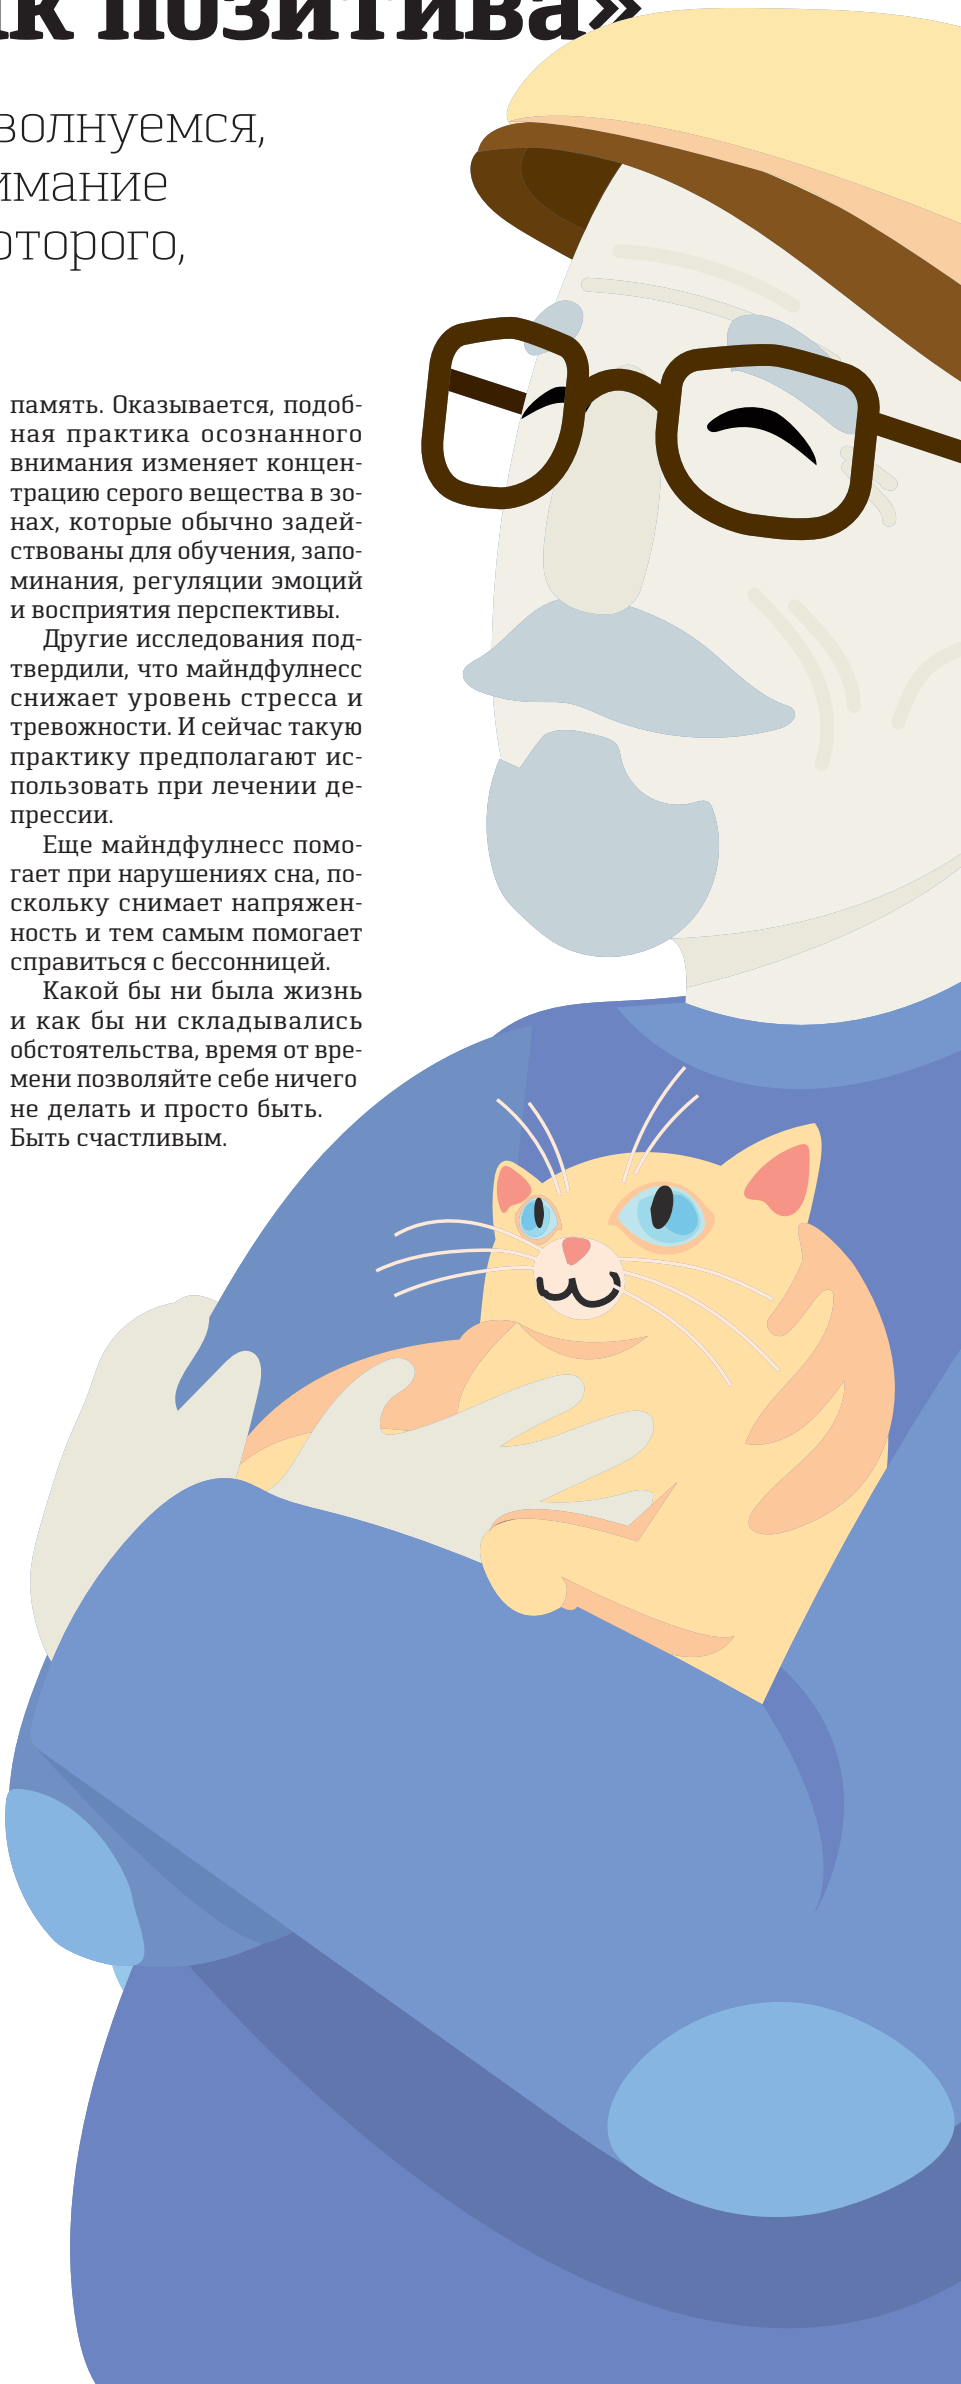 ик позитива»
волнуемся,
имание
оторого,
память. Оказывается, подоб-
ная практика осознанного
внимания изменяет концен-
трацию серого вещества в зо-
нах, которые обычно задей-
ствованы для обучения, запо-
минания, регуляции эмоций
и восприятия перспективы.
Другие исследования под-
твердили, что майндфулнесс
снижает уровень стресса и
тревожности. И сейчас такую
практику предполагают ис-
пользовать при лечении де-
прессии.
Еще майндфулнесс помо-
гает при нарушениях сна, по-
скольку снимает напряжен-
ность и тем самым помогает
справиться с бессонницей.
Какой бы ни была жизнь
и как бы ни складывались
обстоятельства, время от вре-
мени позволяйте себе ничего
не делать и просто быть.
Быть счастливым.